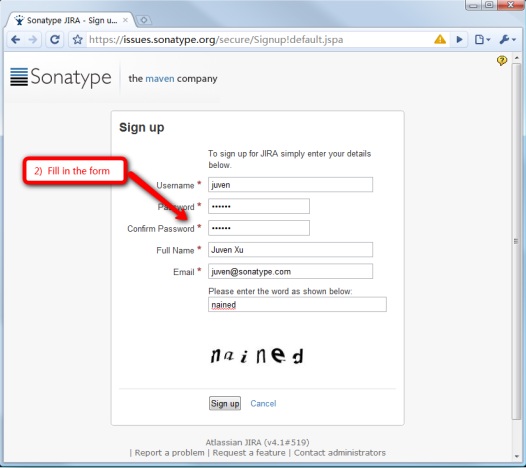 Sonatype JIRA - Sign u...
https://issues.sonatype.org/secure/Signup!default.jspa
Sonatype the maven company
Sign up
To sign up for JIRA simply enter your details
below.
2) Fill in the form
Username * juven
Password * ••••••
Confirm Password * ••••••
Full Name * Juven Xu
Email * juven@sonatype.com
Please enter the word as shown below:
nained
nained
Sign up Cancel
Atlassian JIRA (v4.1#519)
| Report a problem | Request a feature | Contact administrators